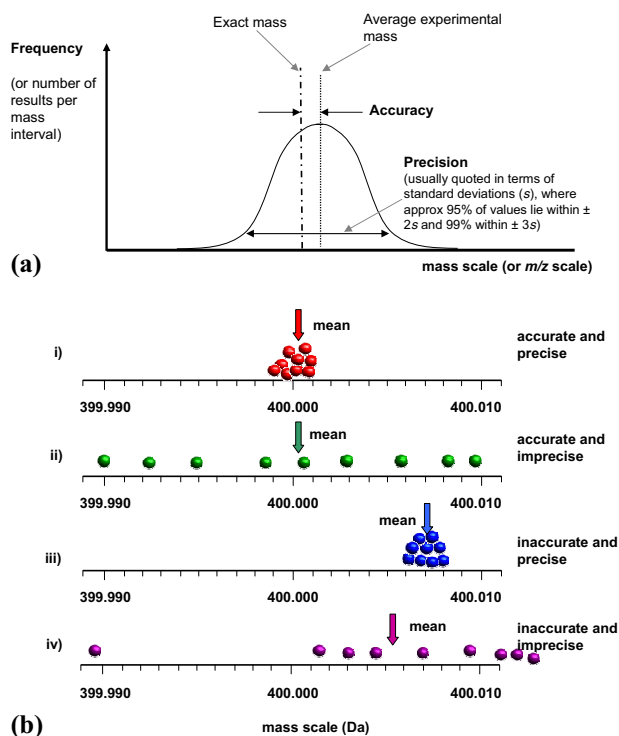 Exact mass
Average experimental
mass
Frequency
(or number of
results per
mass
interval)
Accuracy
Precision
(usually quoted in terms of
standard deviations (s), where
approx 95% of values lie within ±
2s and 99% within ± 3s)
mass scale (or m/z scale)
(a)
mean
i)
accurate and
precise
399.990 400.000 400.010
mean
ii)
accurate and
imprecise
399.990 400.000 400.010
mean
iii)
inaccurate and
precise
399.990 400.000 400.010
mean
iv)
inaccurate and
imprecise
399.990 400.000 400.010
(b)
mass scale (Da)